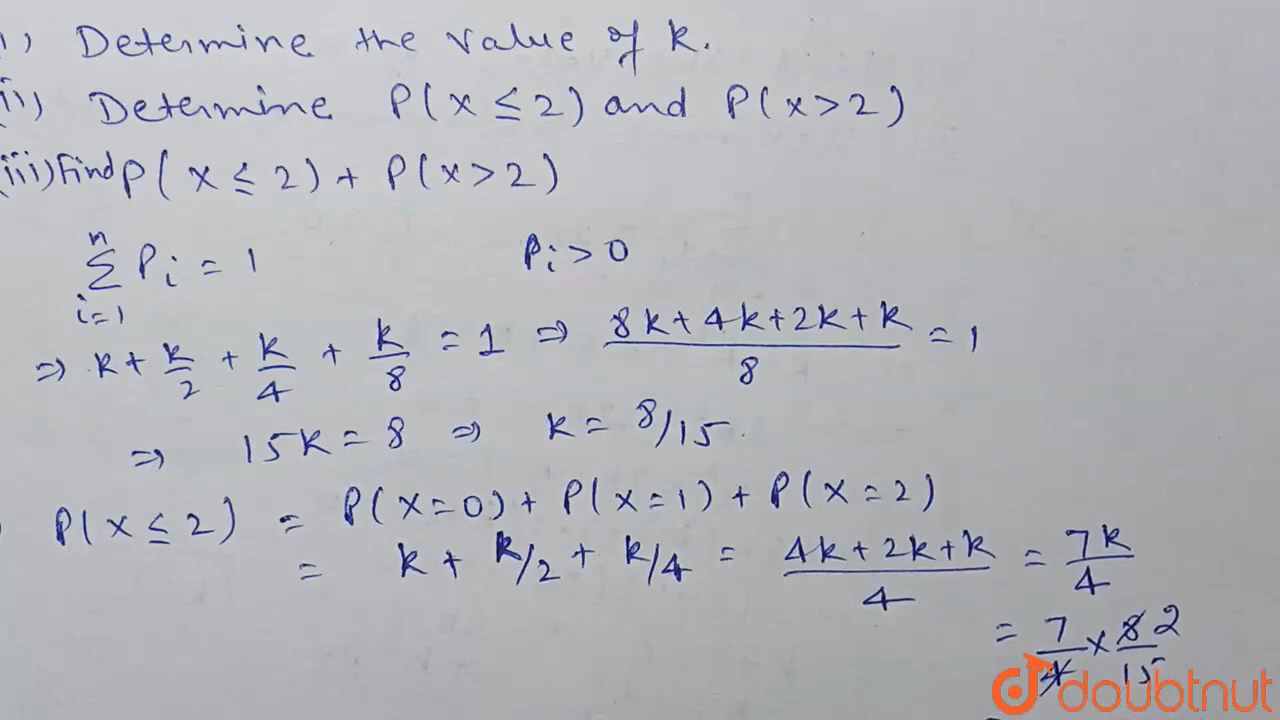 i) Determine the value of k.
(ii) Determine P(x ≤ 2) and P(x > 2)
(iii) Find P(x ≤ 2) + P(x > 2)
n
∑ Pi = 1 Pi > 0
i=1
⇒ k + k/2 + k/4 + k/8 = 1 ⇒ (8k + 4k + 2k + k)/8 = 1
⇒ 15k = 8 ⇒ k = 8/15.
P(x ≤ 2) = P(x=0) + P(x=1) + P(x=2)
= k + k/2 + k/4 = (4k + 2k + k)/4 = 7k/4
= 7/4 × 8/15 2
doubtnut